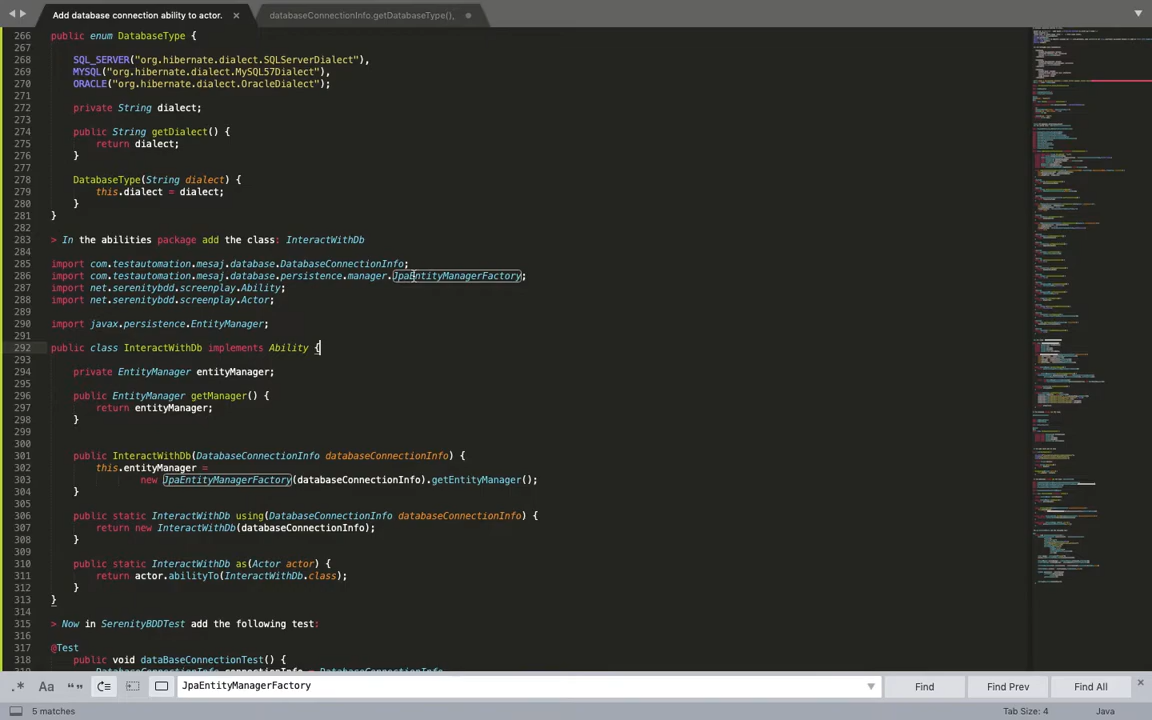 Add database connection ability to actor.
databaseConnectionInfo.getDatabaseType(),
266 public enum DatabaseType {
267
268 SQL_SERVER("org.hibernate.dialect.SQLServerDialect"),
269 MYSQL("org.hibernate.dialect.MySQL57Dialect"),
270 ORACLE("org.hibernate.dialect.OracleDialect");
271
272 private String dialect;
273
274 public String getDialect() {
275 return dialect;
276 }
277
278 DatabaseType(String dialect) {
279 this.dialect = dialect;
280 }
281 }
282
283 > In the abilities package add the class: InteractWithDb
284
285 import com.testautomation.mesaj.database.DatabaseConnectionInfo;
286 import com.testautomation.mesaj.database.persistence.manager.JpaEntityManagerFactory;
287 import net.serenitybdd.screenplay.Ability;
288 import net.serenitybdd.screenplay.Actor;
289
290 import javax.persistence.EntityManager;
291
292 public class InteractWithDb implements Ability {
293
294 private EntityManager entityManager;
295
296 public EntityManager getManager() {
297 return entityManager;
298 }
299
300
301 public InteractWithDb(DatabaseConnectionInfo databaseConnectionInfo) {
302 this.entityManager =
303 new JpaEntityManagerFactory(databaseConnectionInfo).getEntityManager();
304 }
305
306 public static InteractWithDb using(DatabaseConnectionInfo databaseConnectionInfo) {
307 return new InteractWithDb(databaseConnectionInfo);
308 }
309
310 public static InteractWithDb as(Actor actor) {
311 return actor.abilityTo(InteractWithDb.class);
312 }
313 }
314
315 > Now in SerenityBDDTest add the following test:
316
317 @Test
318 public void dataBaseConnectionTest() {
319 DatabaseConnectionInfo connectionInfo = DatabaseConnectionInfo
.* Aa “” JpaEntityManagerFactory Find Find Prev Find All
5 matches Tab Size: 4 Java